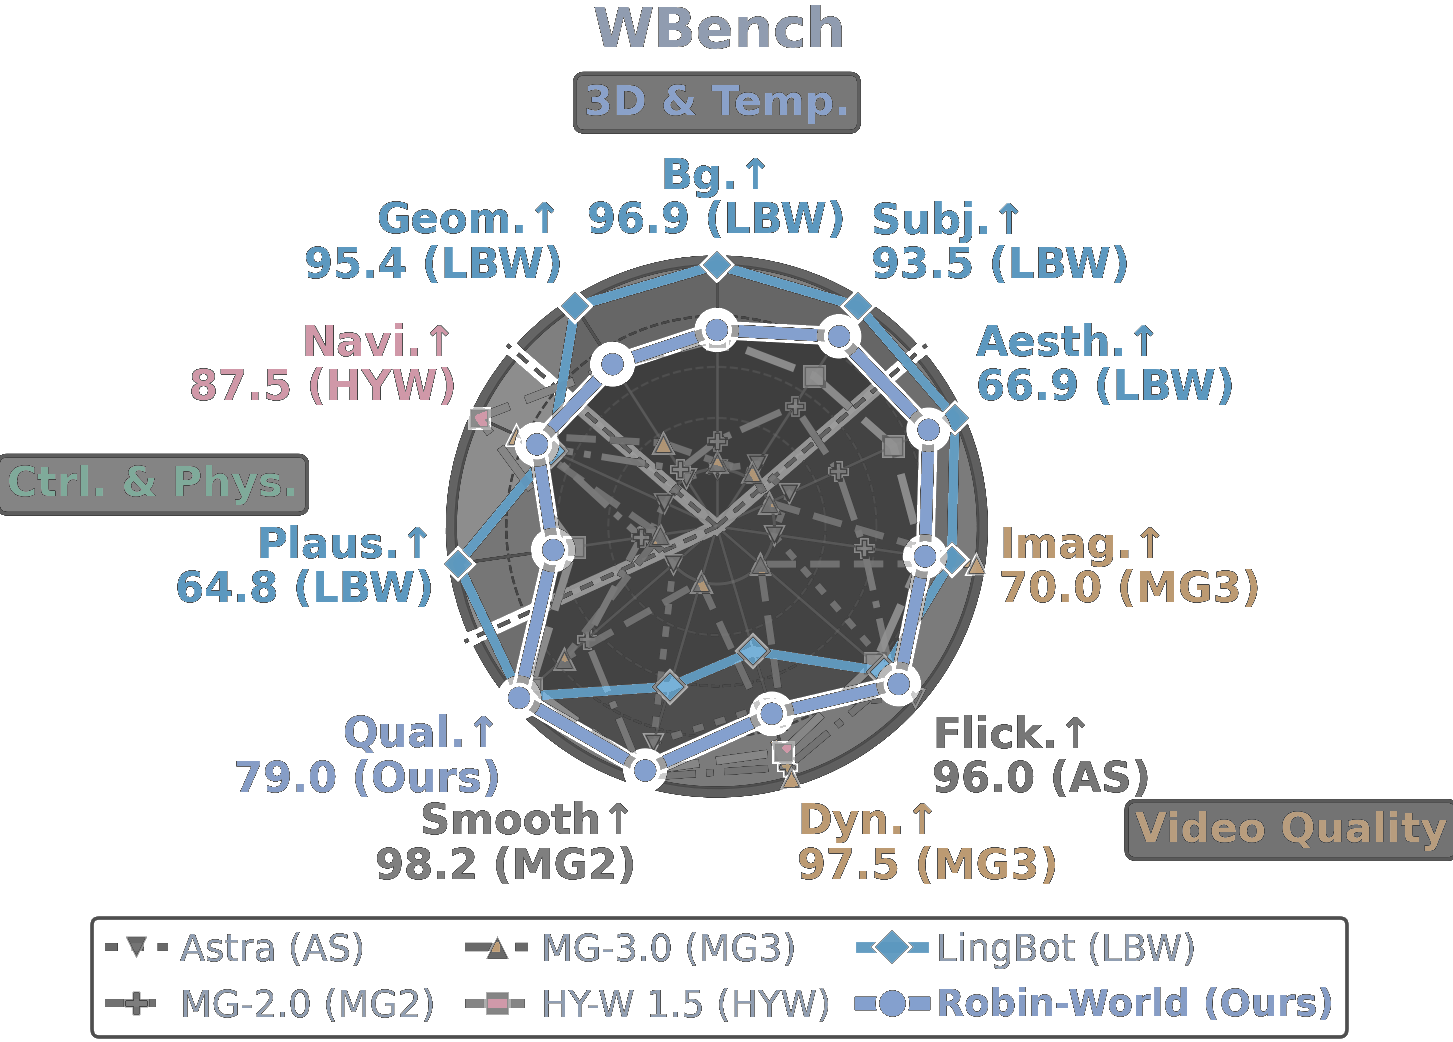 WBench
3D & Temp.
Bg.↑
96.9 (LBW)
Geom.↑
95.4 (LBW)
Subj.↑
93.5 (LBW)
Navi.↑
87.5 (HYW)
Aesth.↑
66.9 (LBW)
Ctrl. & Phys.
Plaus.↑
64.8 (LBW)
Imag.↑
70.0 (MG3)
Qual.↑
79.0 (Ours)
Flick.↑
96.0 (AS)
Smooth↑
98.2 (MG2)
Dyn.↑
97.5 (MG3)
Video Quality
Astra (AS)
MG-3.0 (MG3)
LingBot (LBW)
MG-2.0 (MG2)
HY-W 1.5 (HYW)
Robin-World (Ours)